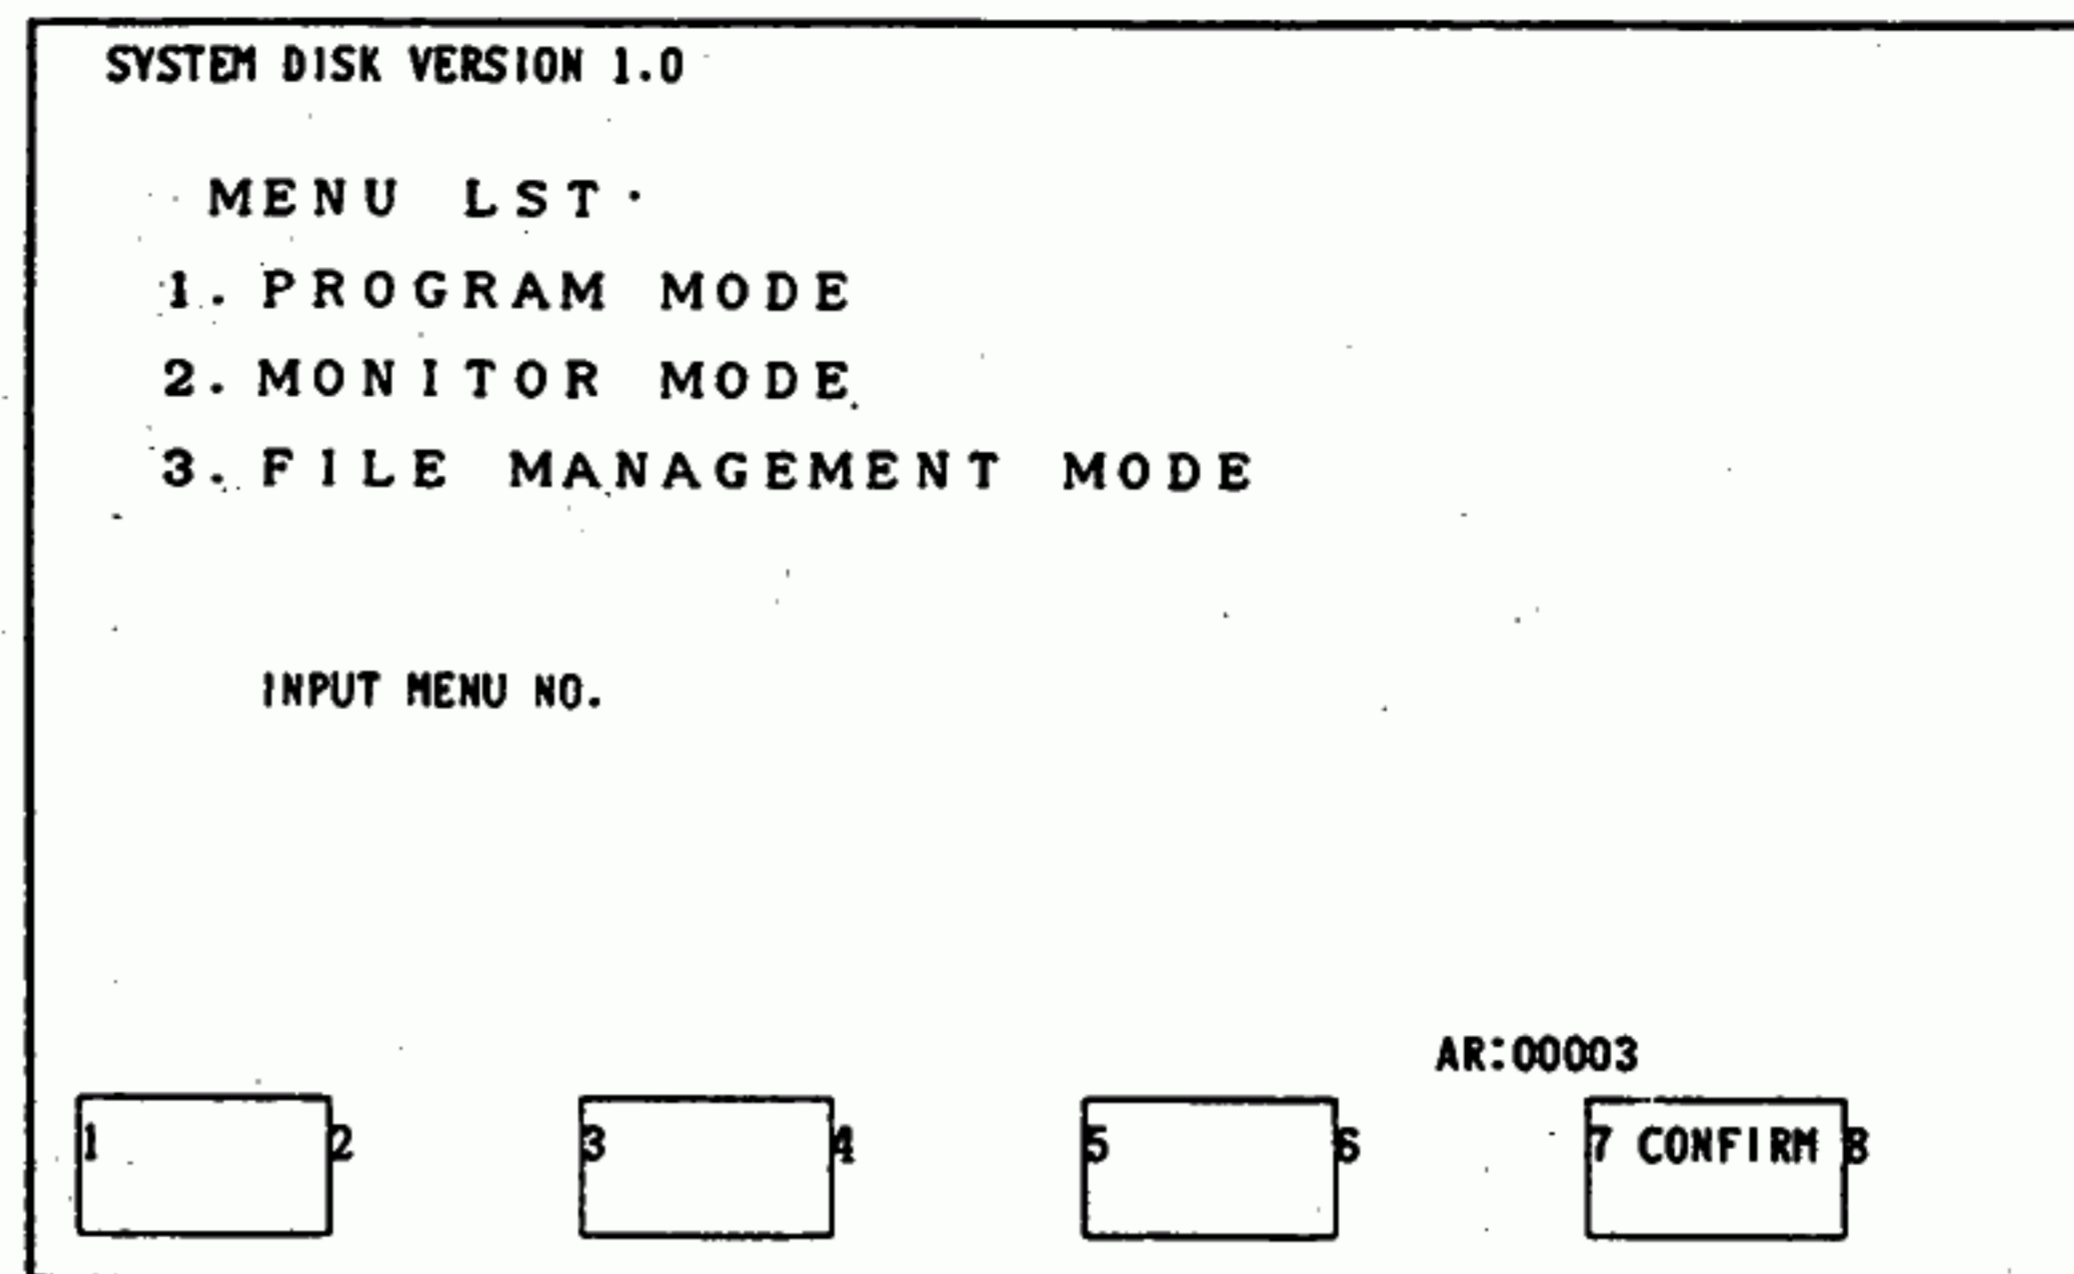 SYSTEM DISK VERSION 1.0
MENU LST
1. PROGRAM MODE
2. MONITOR MODE
3. FILE MANAGEMENT MODE
INPUT MENU NO.
AR:00003
1 2 3 4 5 6 7 CONFIRM 8